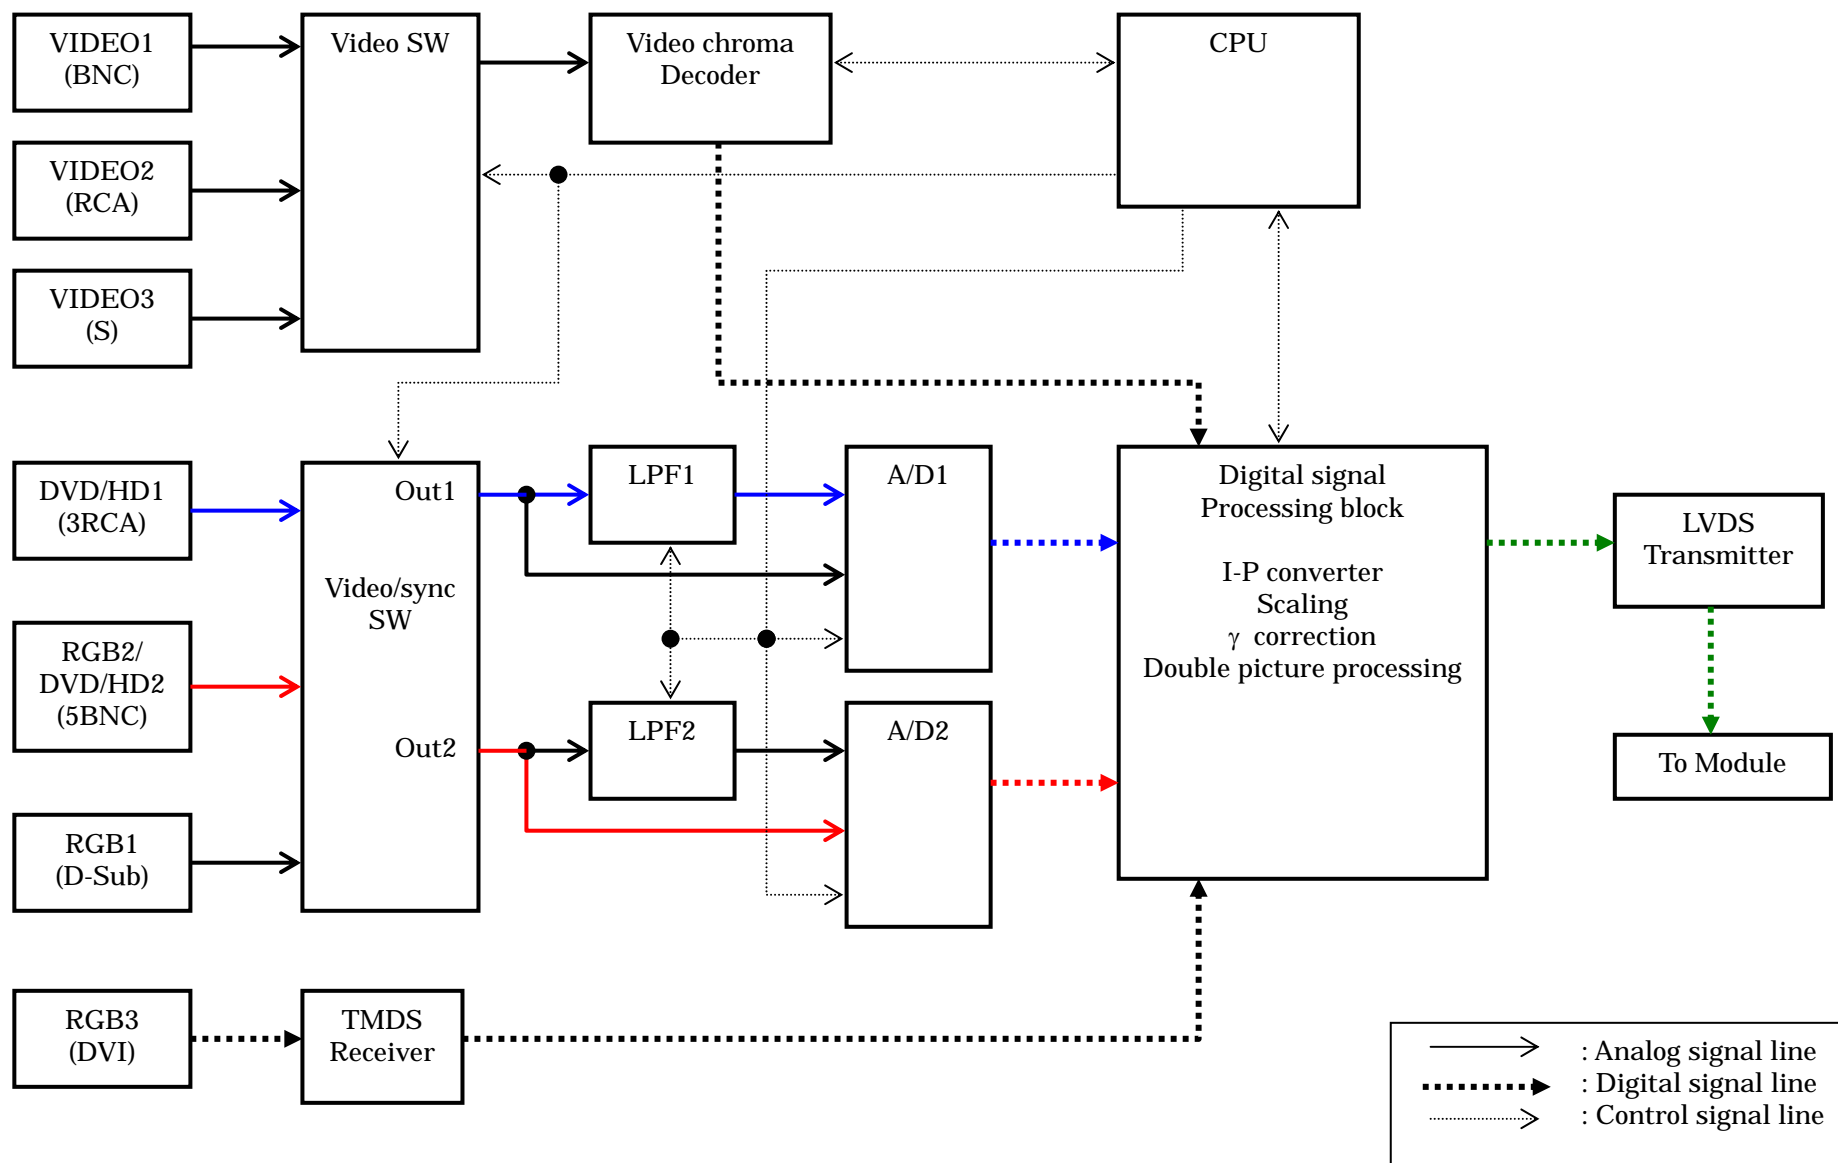 VIDEO1
(BNC)
Video SW
Video chroma
Decoder
CPU
VIDEO2
(RCA)
VIDEO3
(S)
DVD/HD1
(3RCA)
Out1
Video/sync
SW
Out2
LPF1
A/D1
Digital signal
Processing block
I-P converter
Scaling
γ correction
Double picture processing
LVDS
Transmitter
RGB2/
DVD/HD2
(5BNC)
LPF2
A/D2
To Module
RGB1
(D-Sub)
RGB3
(DVI)
TMDS
Receiver
: Analog signal line
: Digital signal line
: Control signal line